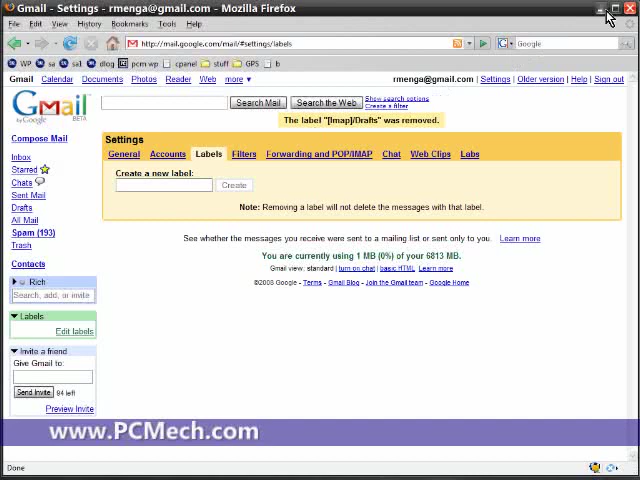 Gmail - Settings - rmenga@gmail.com - Mozilla Firefox
File Edit View History Bookmarks Tools Help
http://mail.google.com/mail/#settings/labels
Google
WP sa sa1 dlog pcm wp cpanel stuff GPS b
Gmail Calendar Documents Photos Reader Web more ▼
rmenga@gmail.com | Settings | Older version | Help | Sign out
Gmail by Google BETA
Search Mail Search the Web Show search options
Create a filter
The label "[Imap]/Drafts" was removed.
Compose Mail
Inbox
Starred
Chats
Sent Mail
Drafts
All Mail
Spam (193)
Trash
Contacts
Rich
Search, add, or invite
Labels
Edit labels
Invite a friend
Give Gmail to:
Send Invite 94 left
Preview Invite
Settings
General Accounts Labels Filters Forwarding and POP/IMAP Chat Web Clips Labs
Create a new label:
Create
Note: Removing a label will not delete the messages with that label.
See whether the messages you received were sent to a mailing list or sent only to you. Learn more
You are currently using 1 MB (0%) of your 6813 MB.
Gmail view: standard | turn on chat | basic HTML Learn more
©2008 Google - Terms - Gmail Blog - Join the Gmail team - Google Home
www.PCMech.com
Done